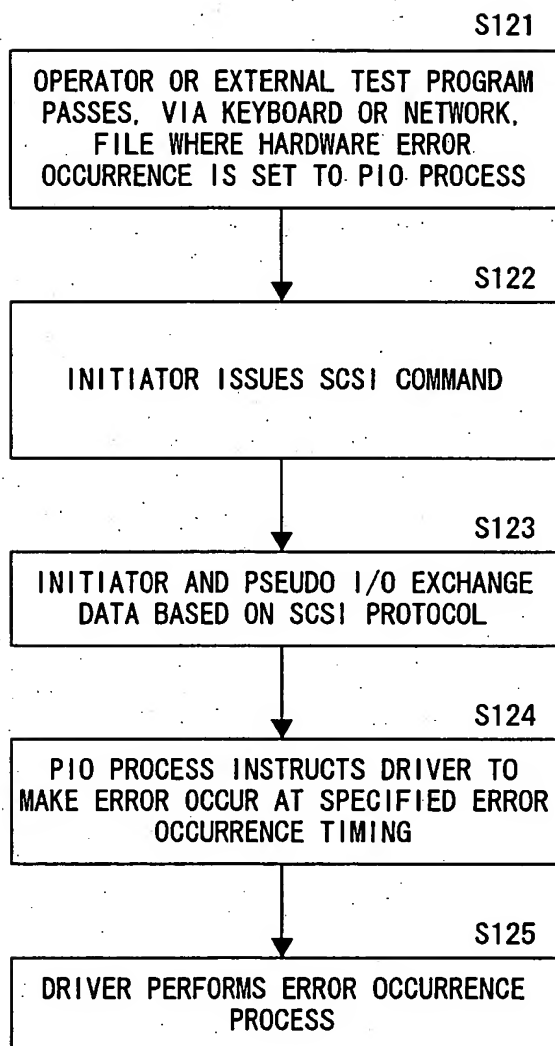 S121
OPERATOR OR EXTERNAL TEST PROGRAM
PASSES, VIA KEYBOARD OR NETWORK,
FILE WHERE HARDWARE ERROR
OCCURRENCE IS SET TO PIO PROCESS
S122
INITIATOR ISSUES SCSI COMMAND
S123
INITIATOR AND PSEUDO I/O EXCHANGE
DATA BASED ON SCSI PROTOCOL
S124
PIO PROCESS INSTRUCTS DRIVER TO
MAKE ERROR OCCUR AT SPECIFIED ERROR
OCCURRENCE TIMING
S125
DRIVER PERFORMS ERROR OCCURRENCE
PROCESS